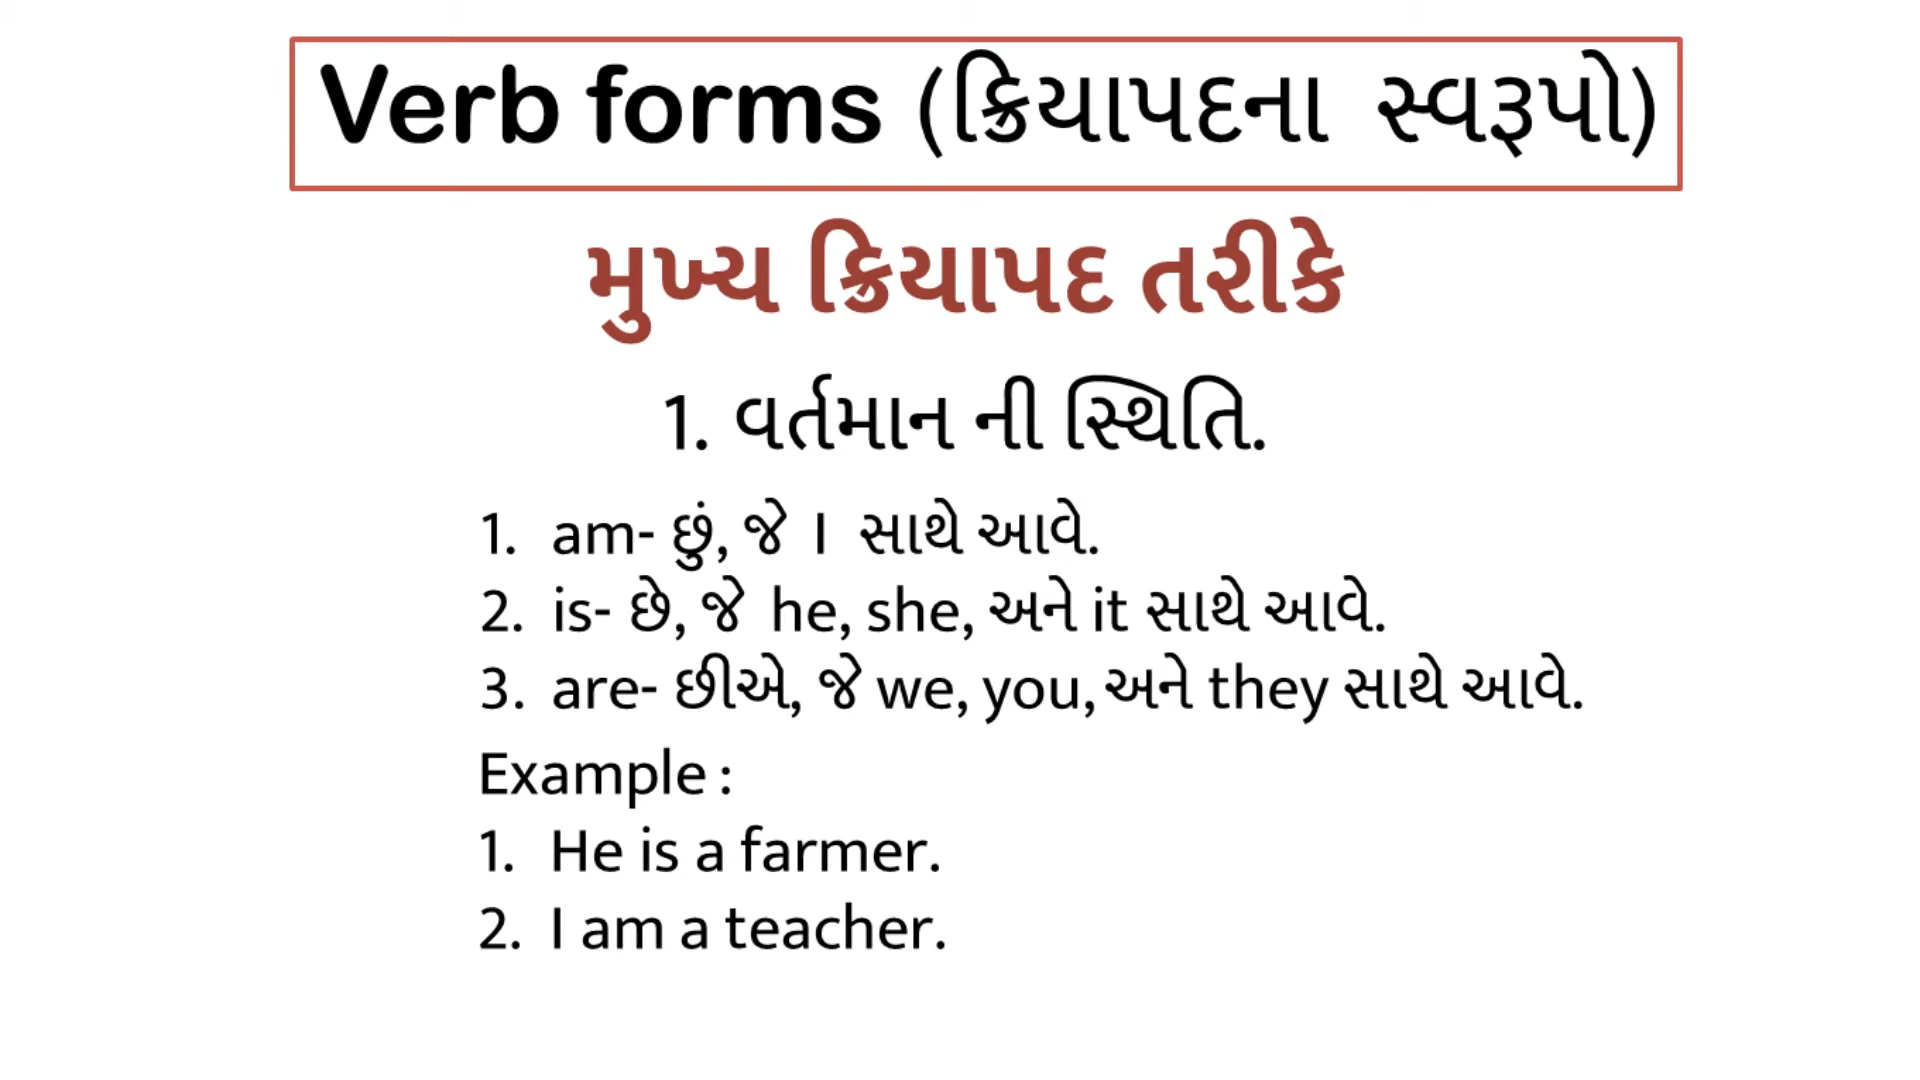 Verb forms (ક્રિયાપદના સ્વરૂપો)
મુખ્ય ક્રિયાપદ તરીકે
1. વર્તમાન ની સ્થિતિ.
1. am- છું, જે I સાથે આવે.
2. is- છે, જે he, she, અને it સાથે આવે.
3. are- છીએ, જે we, you, અને they સાથે આવે.
Example :
1. He is a farmer.
2. I am a teacher.